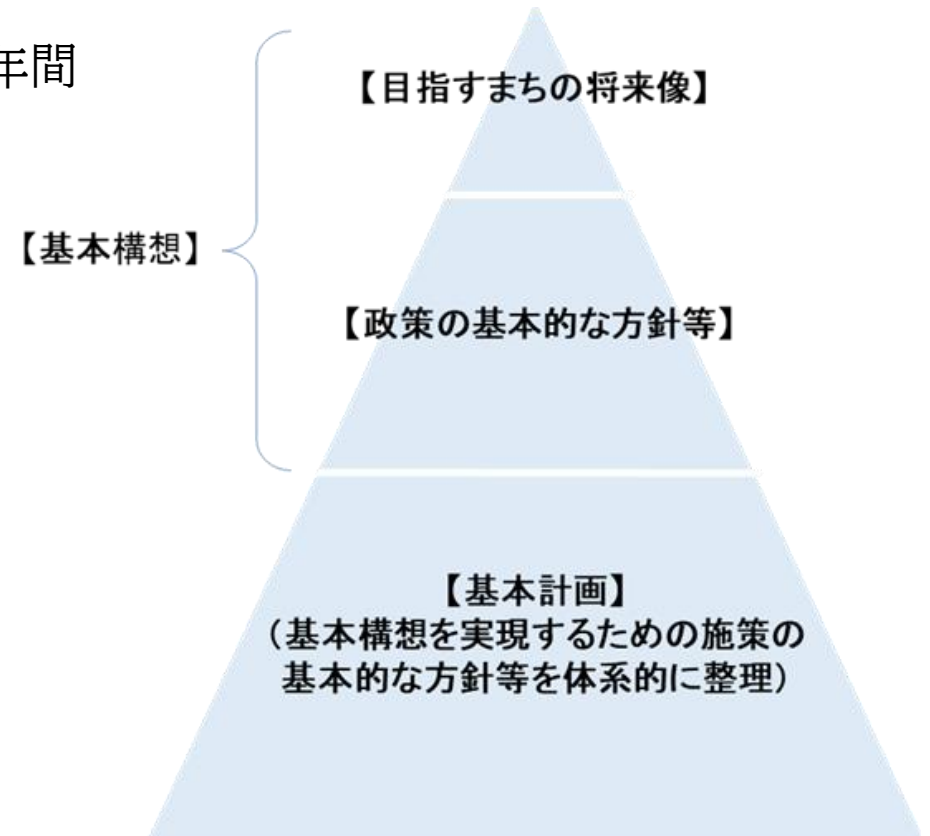 年間
【目指すまちの将来像】
【基本構想】
【政策の基本的な方針等】
【基本計画】
（基本構想を実現するための施策の
基本的な方針等を体系的に整理）